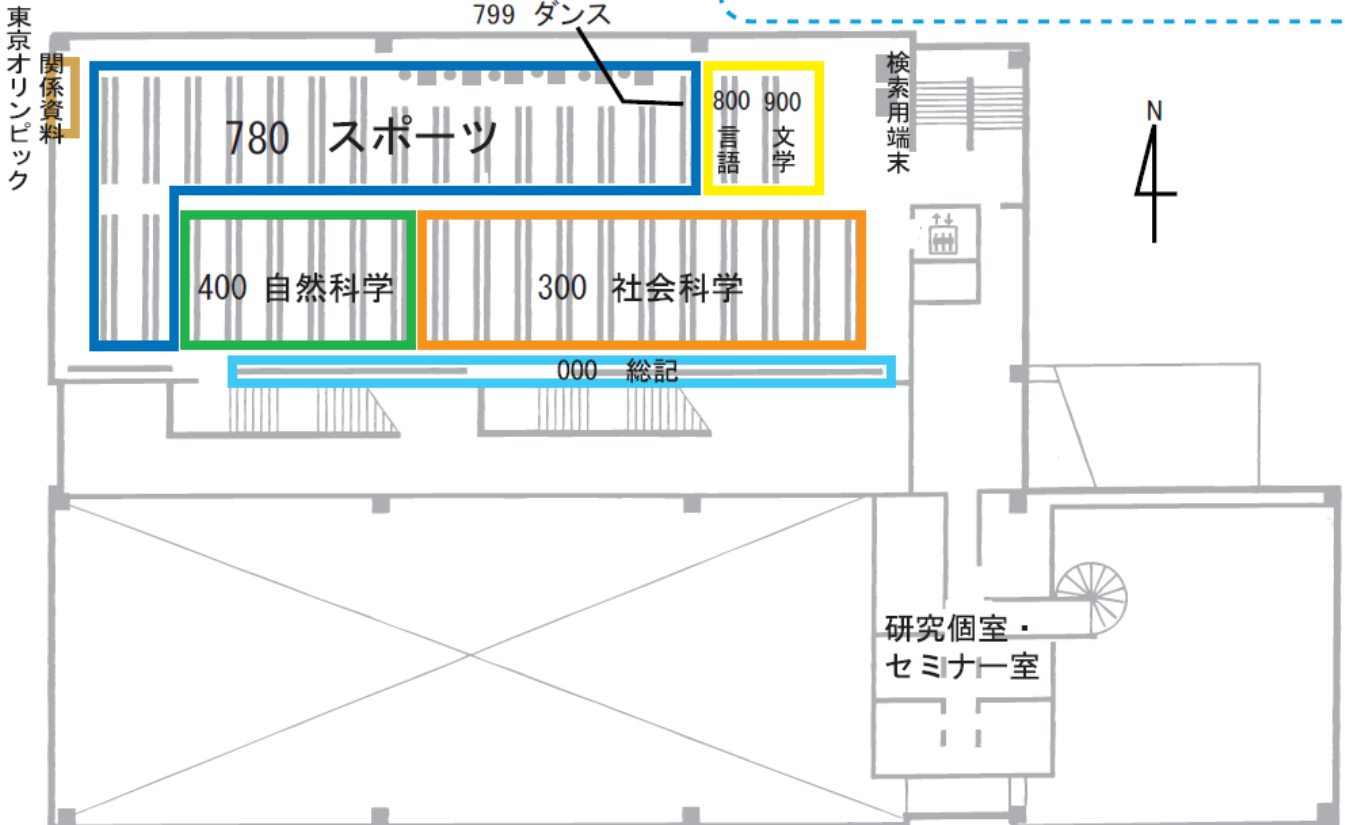 799 ダンス
東京オリンピック
関係資料
780 スポーツ
800
言語
900
文学
検索用端末
N
400 自然科学
300 社会科学
000 総記
研究個室・
セミナー室